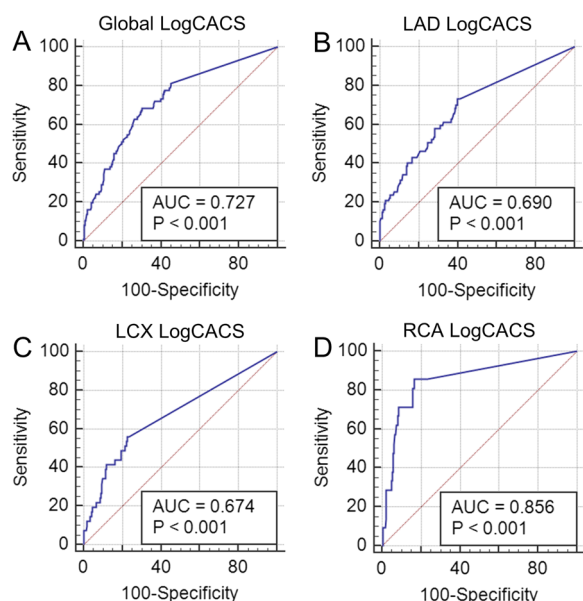 A
Global LogCACS
Sensitivity
100
80
60
40
20
0
AUC = 0.727
P < 0.001
0
40
80
100-Specificity
B
LAD LogCACS
Sensitivity
100
80
60
40
20
0
AUC = 0.690
P < 0.001
0
40
80
100-Specificity
C
LCX LogCACS
Sensitivity
100
80
60
40
20
0
AUC = 0.674
P < 0.001
0
40
80
100-Specificity
D
RCA LogCACS
Sensitivity
100
80
60
40
20
0
AUC = 0.856
P < 0.001
0
40
80
100-Specificity